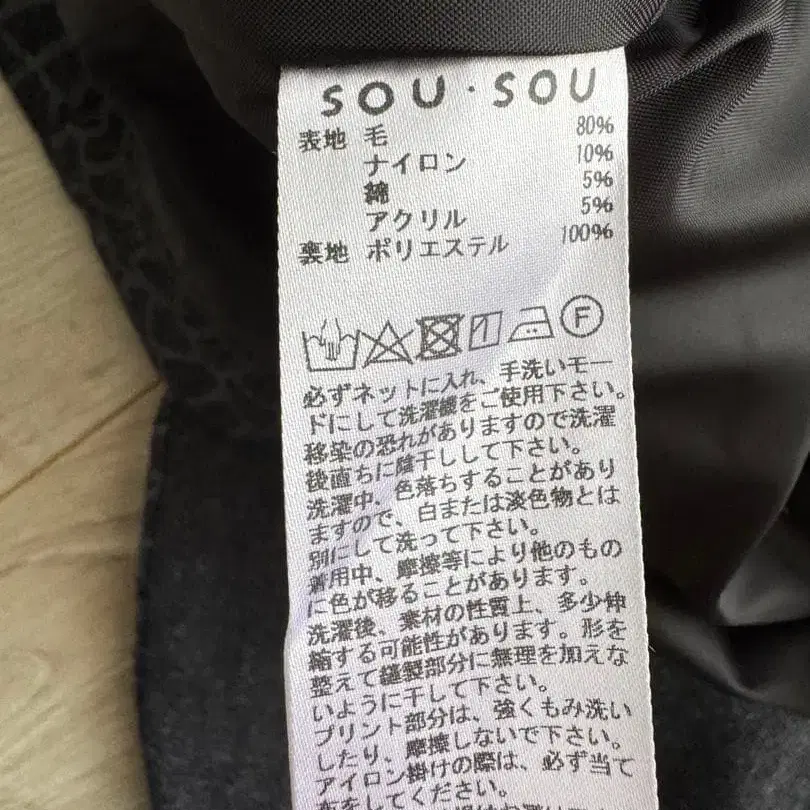 SOU・SOU
表地 毛 80%
ナイロン 10%
綿 5%
アクリル 5%
裏地 ポリエステル 100%
F
必ずネットに入れ、手洗いモー
ドにして洗濯機をご使用下さい。
移染の恐れがありますので洗濯
後直ちに陰干しして下さい。
洗濯中、色落ちすることがあり
ますので、白または淡色物とは
別にして洗って下さい。
着用中、摩擦等により他のもの
に色が移ることがあります。
洗濯後、素材の性質上、多少伸
縮する可能性があります。形を
整えて縫製部分に無理を加えな
いように干して下さい。
プリント部分は、強くもみ洗い
したり、摩擦しないで下さい。
アイロン掛けの際は、必ず当て
布をしてください。